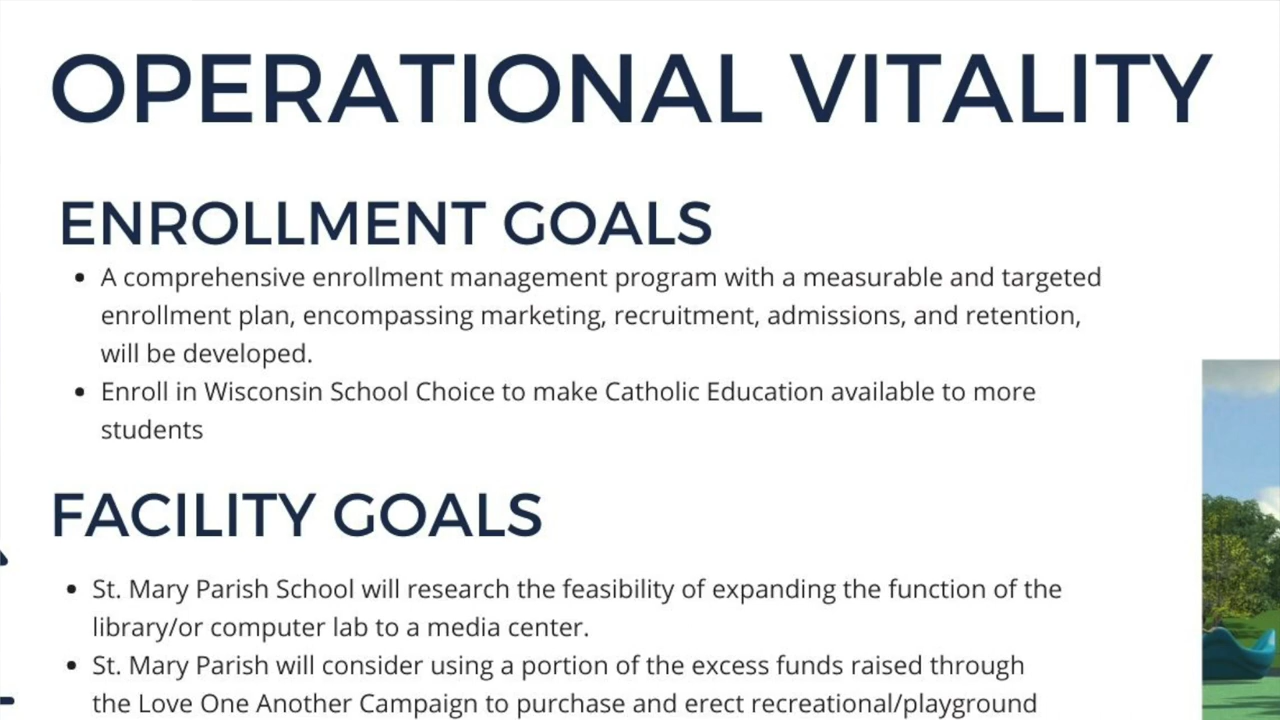 OPERATIONAL VITALITY
ENROLLMENT GOALS
• A comprehensive enrollment management program with a measurable and targeted
enrollment plan, encompassing marketing, recruitment, admissions, and retention,
will be developed.
• Enroll in Wisconsin School Choice to make Catholic Education available to more
students
FACILITY GOALS
• St. Mary Parish School will research the feasibility of expanding the function of the
library/or computer lab to a media center.
• St. Mary Parish will consider using a portion of the excess funds raised through
the Love One Another Campaign to purchase and erect recreational/playground